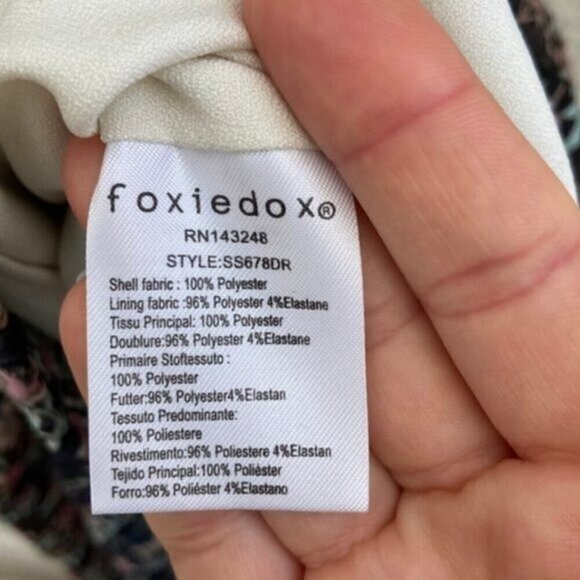 foxiedox®
RN143248
STYLE:SS678DR
Shell fabric : 100% Polyester
Lining fabric :96% Polyester 4%Elastane
Tissu Principal: 100% Polyester
Doublure:96% Polyester 4%Elastane
Primaire Stoftessuto :
100% Polyester
Futter:96% Polyester4%Elastan
Tessuto Predominante:
100% Poliestere
Rivestimento:96% Poliestere 4%Elastan
Tejido Principal:100% Poliéster
Forro:96% Poliéster 4%Elastano